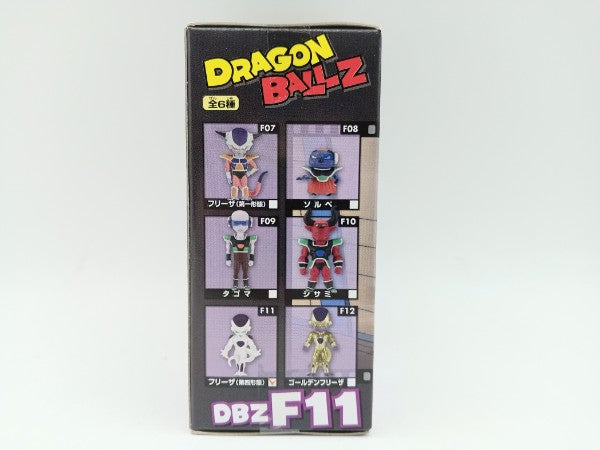 DRAGON
BALL Z
全6種
F07
F08
フリーザ(第一形態)
ソルベ
F09
F10
タゴマ
シサミ
F11
F12
フリーザ(第四形態)
ゴールデンフリーザ
DBZ F11